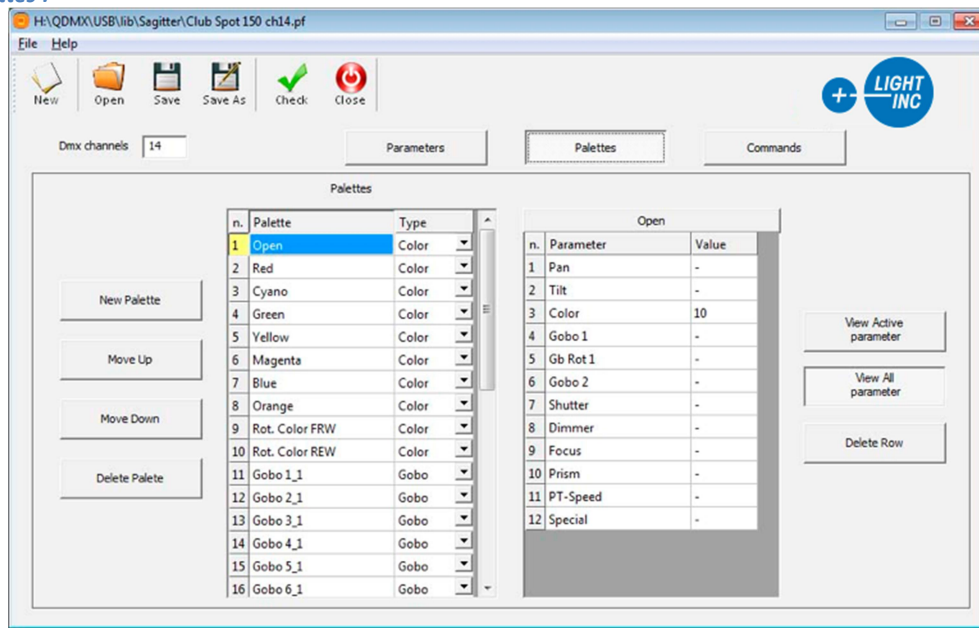 H:\QDMX\USB\lib\Sagitter\Club Spot 150 ch14.pf
File Help
New Open Save Save As Check Close
+ LIGHT INC
Dmx channels 14 Parameters Palettes Commands
Palettes
n. Palette Type
1 Open Color
2 Red Color
3 Cyano Color
4 Green Color
5 Yellow Color
6 Magenta Color
7 Blue Color
8 Orange Color
9 Rot. Color FRW Color
10 Rot. Color REW Color
11 Gobo 1_1 Gobo
12 Gobo 2_1 Gobo
13 Gobo 3_1 Gobo
14 Gobo 4_1 Gobo
15 Gobo 5_1 Gobo
16 Gobo 6_1 Gobo
New Palette
Move Up
Move Down
Delete Palete
Open
n. Parameter Value
1 Pan -
2 Tilt -
3 Color 10
4 Gobo 1 -
5 Gb Rot 1 -
6 Gobo 2 -
7 Shutter -
8 Dimmer -
9 Focus -
10 Prism -
11 PT-Speed -
12 Special -
View Active
parameter
View All
parameter
Delete Row